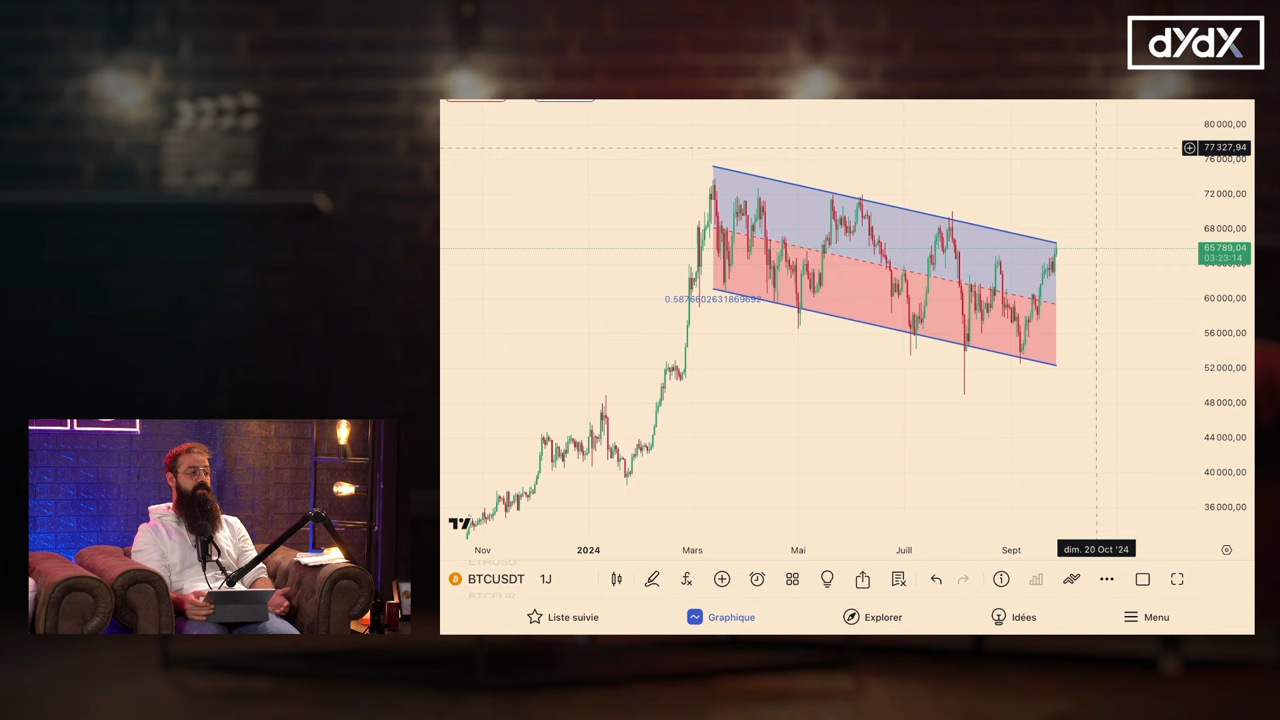 dYdX
80 000,00
77 327,94
76 000,00
72 000,00
68 000,00
65 789,04
03:23:14
60 000,00
56 000,00
52 000,00
48 000,00
44 000,00
40 000,00
36 000,00
0.5876602631869692
Nov
2024
Mars
Mai
Juill
Sept
dim. 20 Oct '24
ETHUSD
BTCUSDT
1J
BTCEUR
Liste suivie
Graphique
Explorer
Idées
Menu